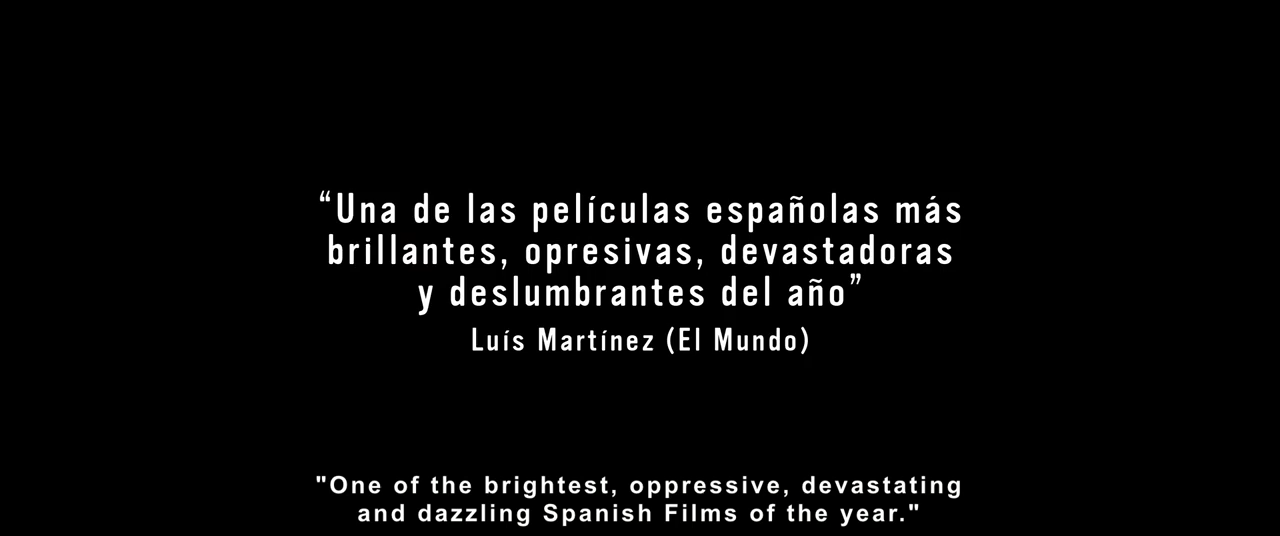 “Una de las películas españolas más
brillantes, opresivas, devastadoras
y deslumbrantes del año”
Luís Martínez (El Mundo)
"One of the brightest, oppressive, devastating
and dazzling Spanish Films of the year."